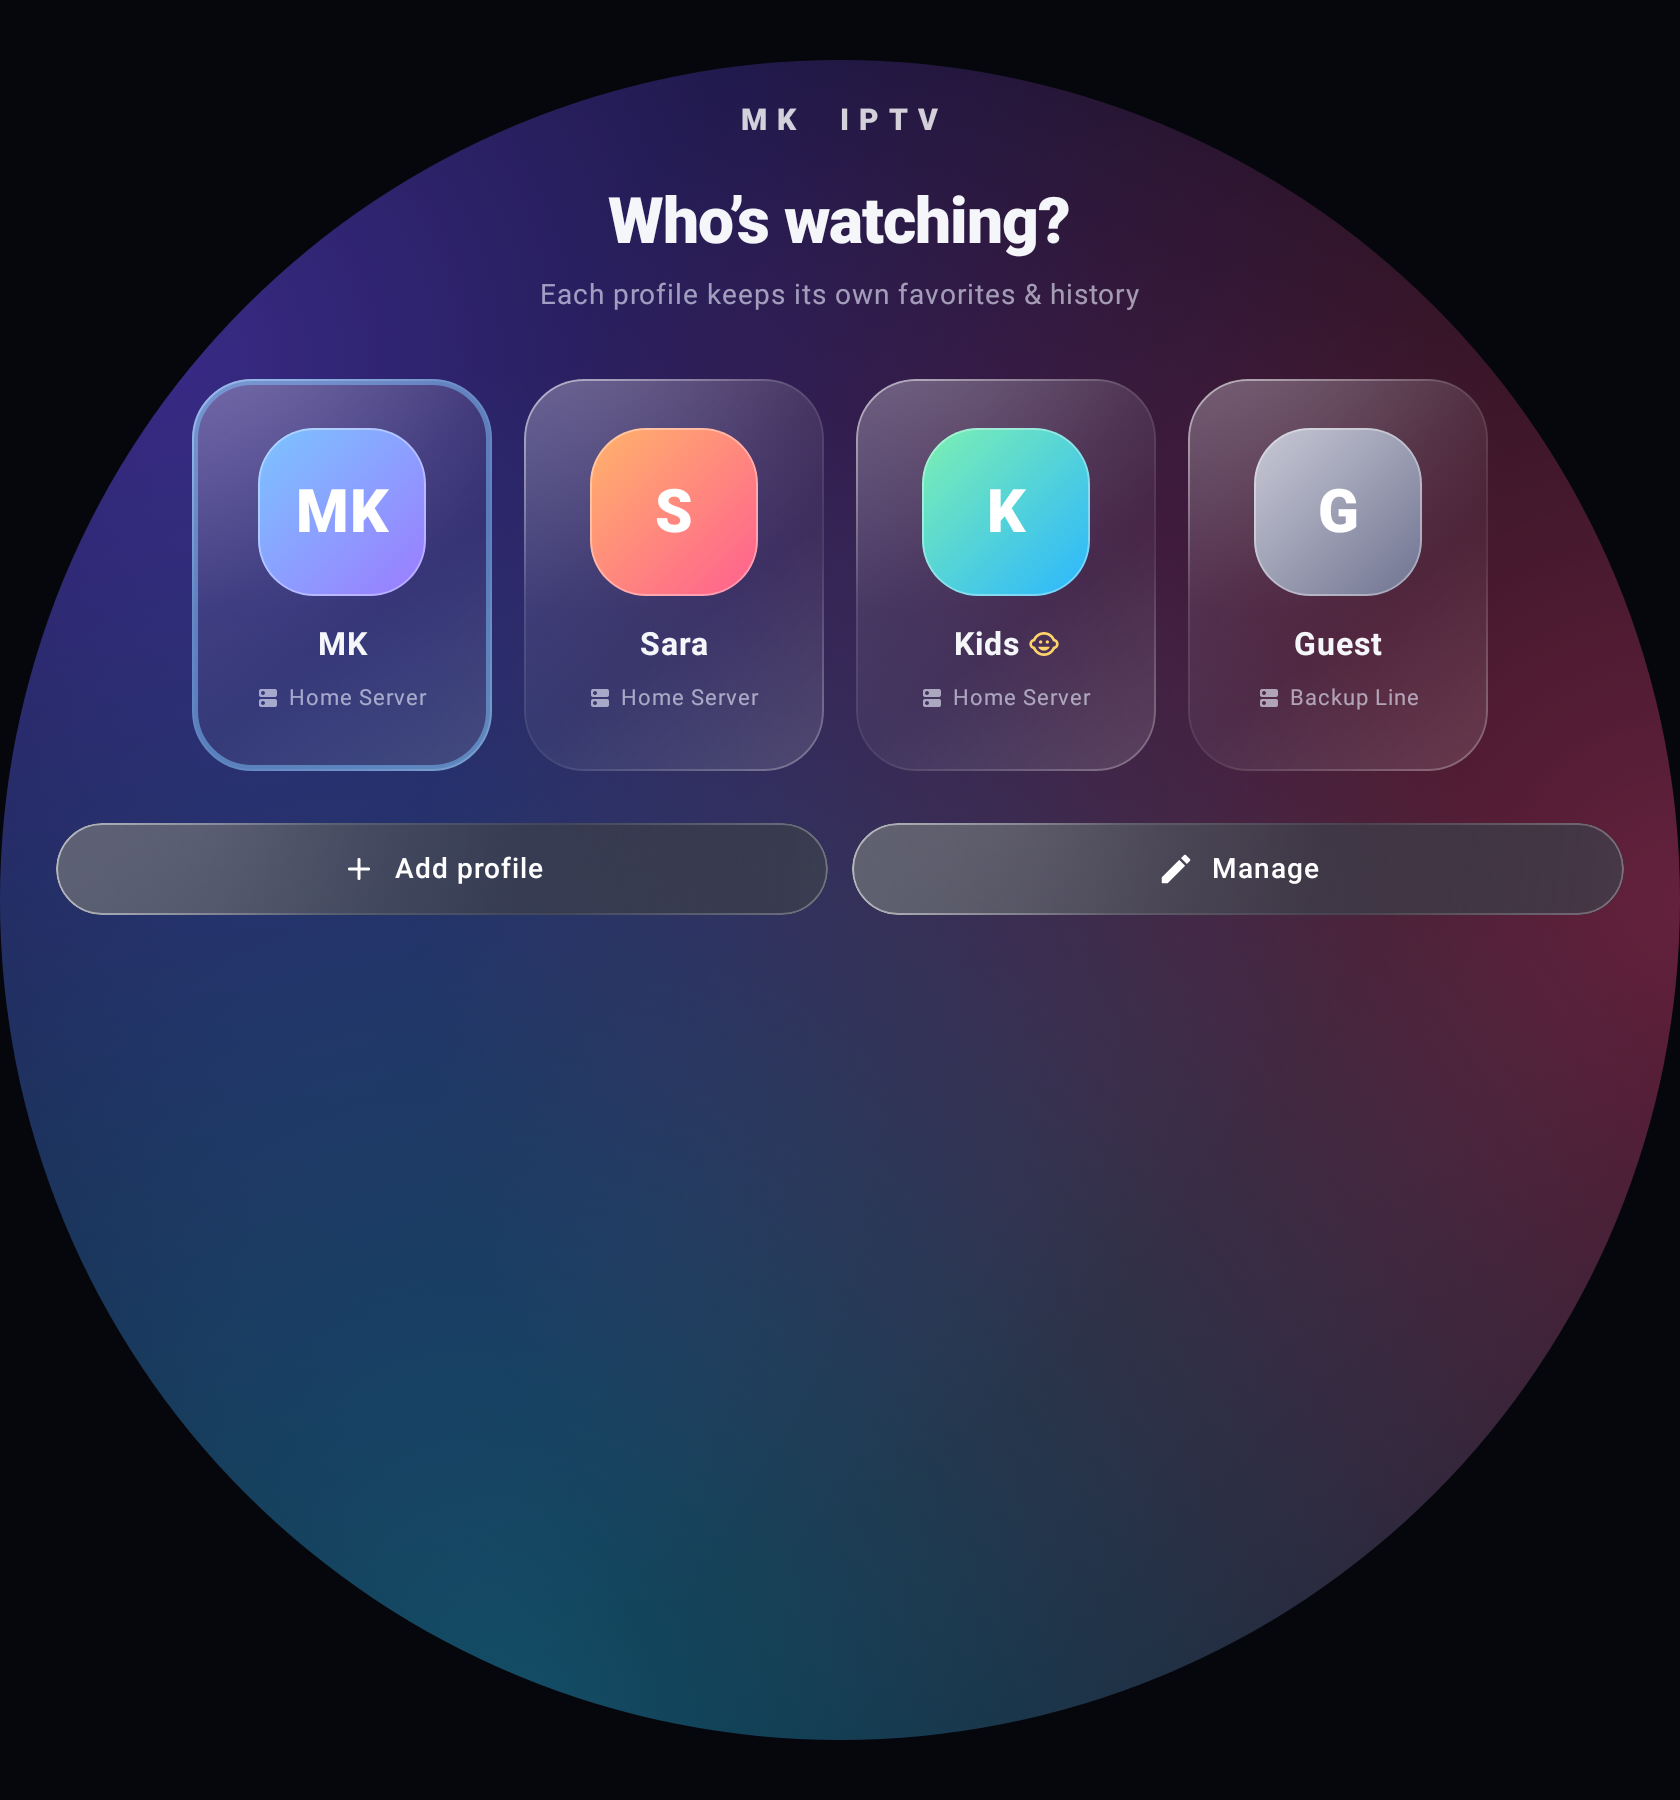 MK IPTV
Who’s watching?
Each profile keeps its own favorites & history
MK
S
K
G
MK
Sara
Kids
Guest
Home Server
Home Server
Home Server
Backup Line
Add profile
Manage